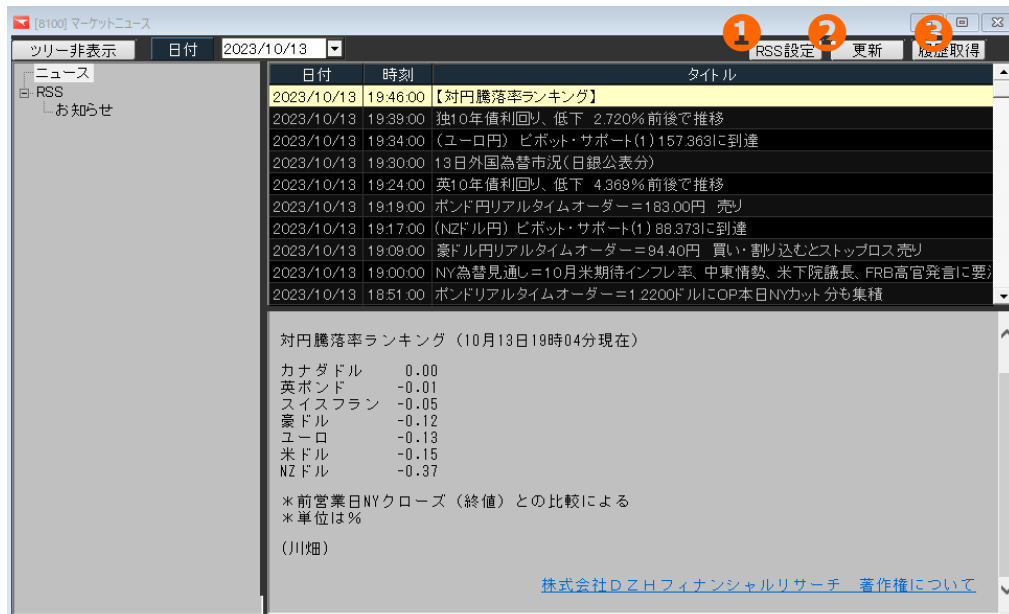 [8100] マーケットニュース
ツリー非表示 日付 2023/10/13 ❶ RSS設定 ❷ 更新 ❸ 履歴取得
ニュース
RSS
お知らせ
日付 時刻 タイトル
2023/10/13 19:46:00 【対円騰落率ランキング】
2023/10/13 19:39:00 独10年債利回り、低下 2.720%前後で推移
2023/10/13 19:34:00 (ユーロ円) ピボット・サポート(1)157.363に到達
2023/10/13 19:30:00 13日外国為替市況(日銀公表分)
2023/10/13 19:24:00 英10年債利回り、低下 4.369%前後で推移
2023/10/13 19:19:00 ポンド円リアルタイムオーダー=183.00円 売り
2023/10/13 19:17:00 (NZドル円) ピボット・サポート(1)88.373に到達
2023/10/13 19:09:00 豪ドル円リアルタイムオーダー=94.40円 買い・割り込むとストップロス売り
2023/10/13 19:00:00 NY為替見通し=10月米期待インフレ率、中東情勢、米下院議長、FRB高官発言に要
2023/10/13 18:51:00 ポンドリアルタイムオーダー=1.2200ドルにOP本日NYカット分も集積
対円騰落率ランキング (10月13日19時04分現在)
カナダドル 0.00
英ポンド -0.01
スイスフラン -0.05
豪ドル -0.12
ユーロ -0.13
米ドル -0.15
NZドル -0.37
*前営業日NYクローズ (終値) との比較による
*単位は%
(川畑)
株式会社DZHフィナンシャルリサーチ 著作権について